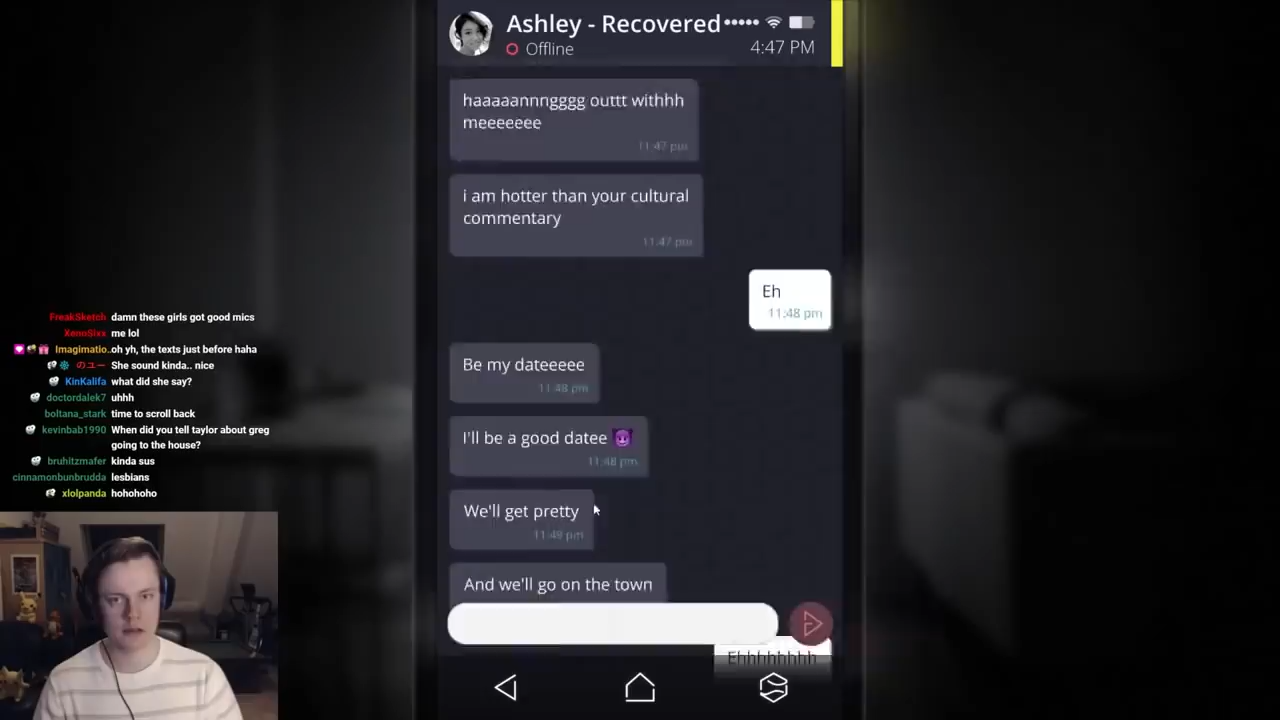 Ashley - Recovered
Offline
4:47 PM
haaaaannngggg outtt withhh
meeeeeee
11:47 pm
i am hotter than your cultural
commentary
11:47 pm
Eh
11:48 pm
Be my dateeeee
11:48 pm
I'll be a good datee 😈
11:48 pm
We'll get pretty
11:49 pm
And we'll go on the town
Ehhhhhhhh
FreakSketch damn these girls got good mics
XenoSixx me lol
Imaginatio.. oh yh, the texts just before haha
のユー She sound kinda.. nice
KinKalifa what did she say?
doctordalek7 uhhh
boltana_stark time to scroll back
kevinbab1990 When did you tell taylor about greg
going to the house?
bruhitzmafer kinda sus
cinnamonbunbrudda lesbians
xlolpanda hohohoho